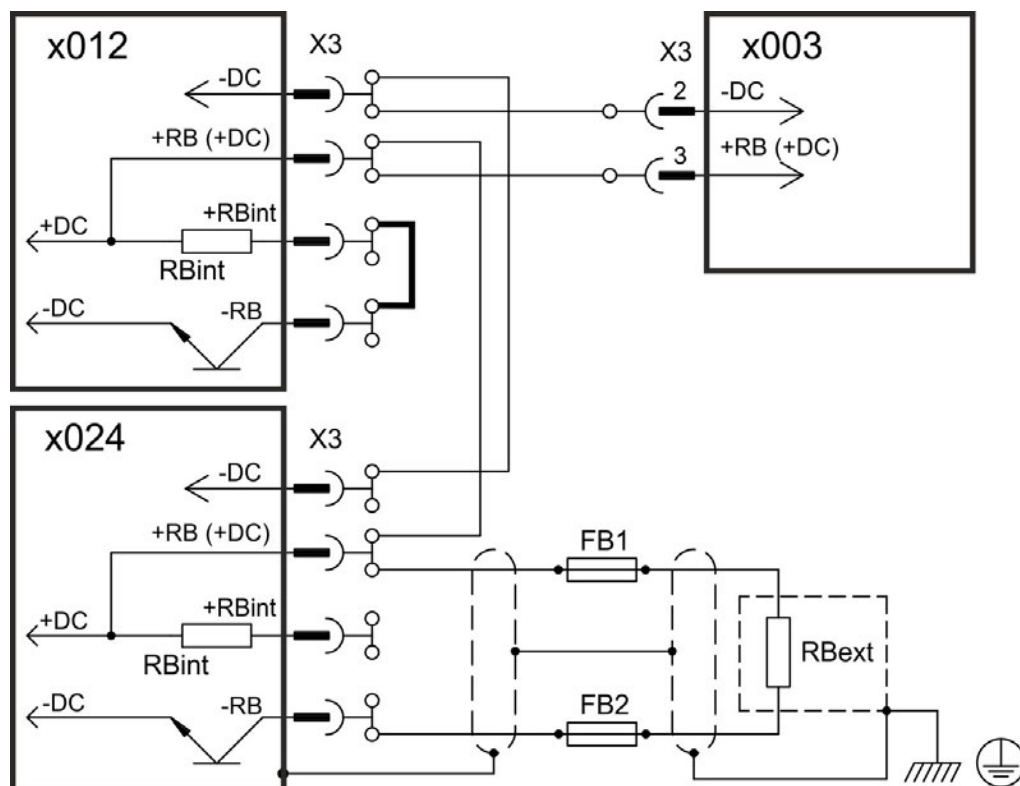 x012
X3
-DC
+RB (+DC)
+DC
+RBint
RBint
-DC
-RB
X3
x003
2
-DC
3
+RB (+DC)
x024
X3
-DC
+RB (+DC)
+DC
+RBint
RBint
-DC
-RB
FB1
FB2
RBext